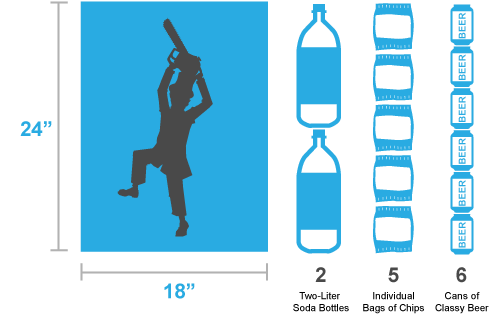 24”
18”
BEER
BEER
BEER
BEER
BEER
BEER
2
Two-Liter
Soda Bottles
5
Individual
Bags of Chips
6
Cans of
Classy Beer